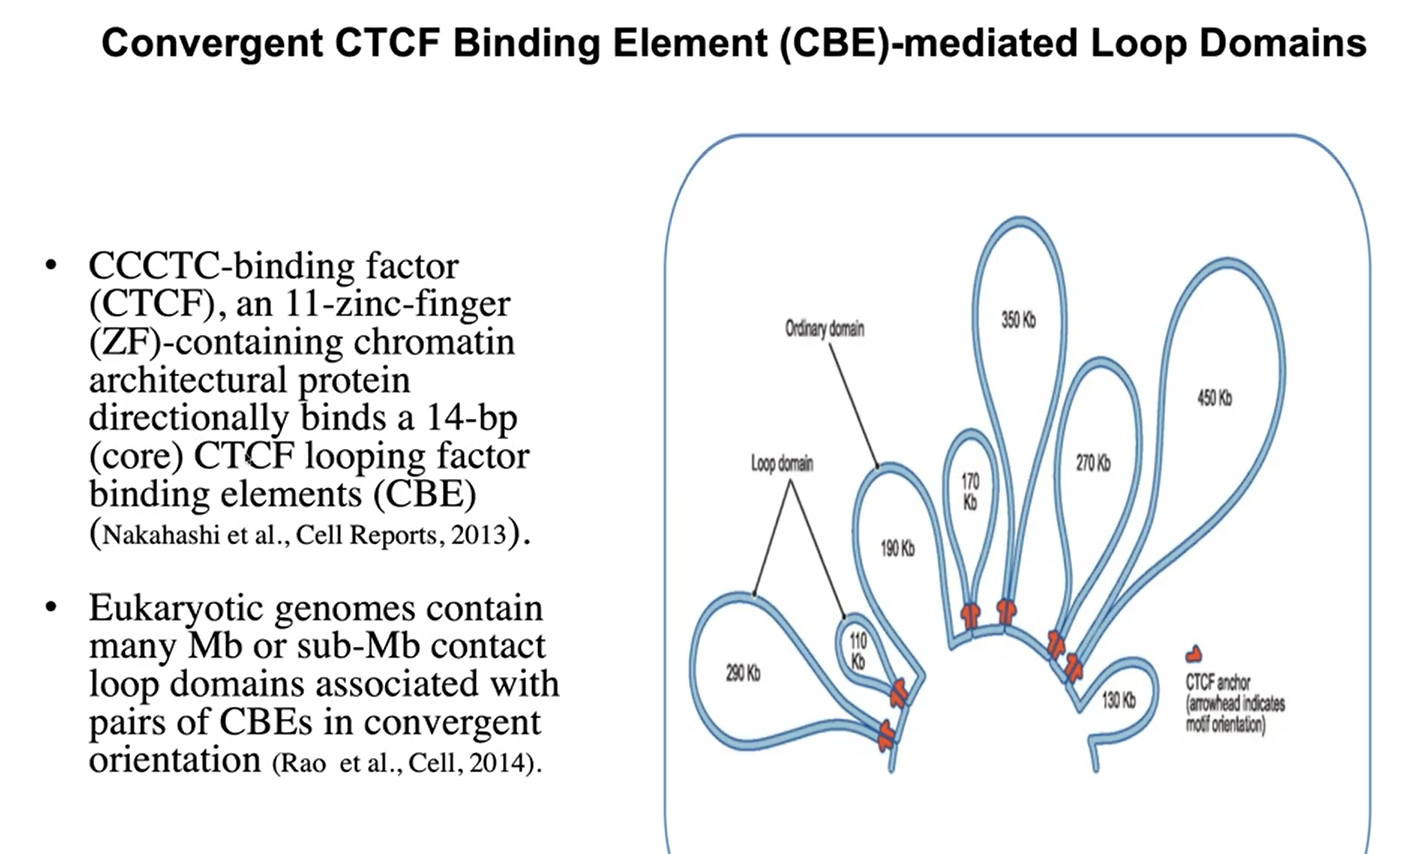 Convergent CTCF Binding Element (CBE)-mediated Loop Domains
• CCCTC-binding factor
(CTCF), an 11-zinc-finger
(ZF)-containing chromatin
architectural protein
directionally binds a 14-bp
(core) CTCF looping factor
binding elements (CBE)
(Nakahashi et al., Cell Reports, 2013).
• Eukaryotic genomes contain
many Mb or sub-Mb contact
loop domains associated with
pairs of CBEs in convergent
orientation (Rao et al., Cell, 2014).
Ordinary domain
Loop domain
290 Kb
110
Kb
190 Kb
170
Kb
350 Kb
270 Kb
450 Kb
130 Kb
CTCF anchor
(arrowhead indicates
motif orientation)